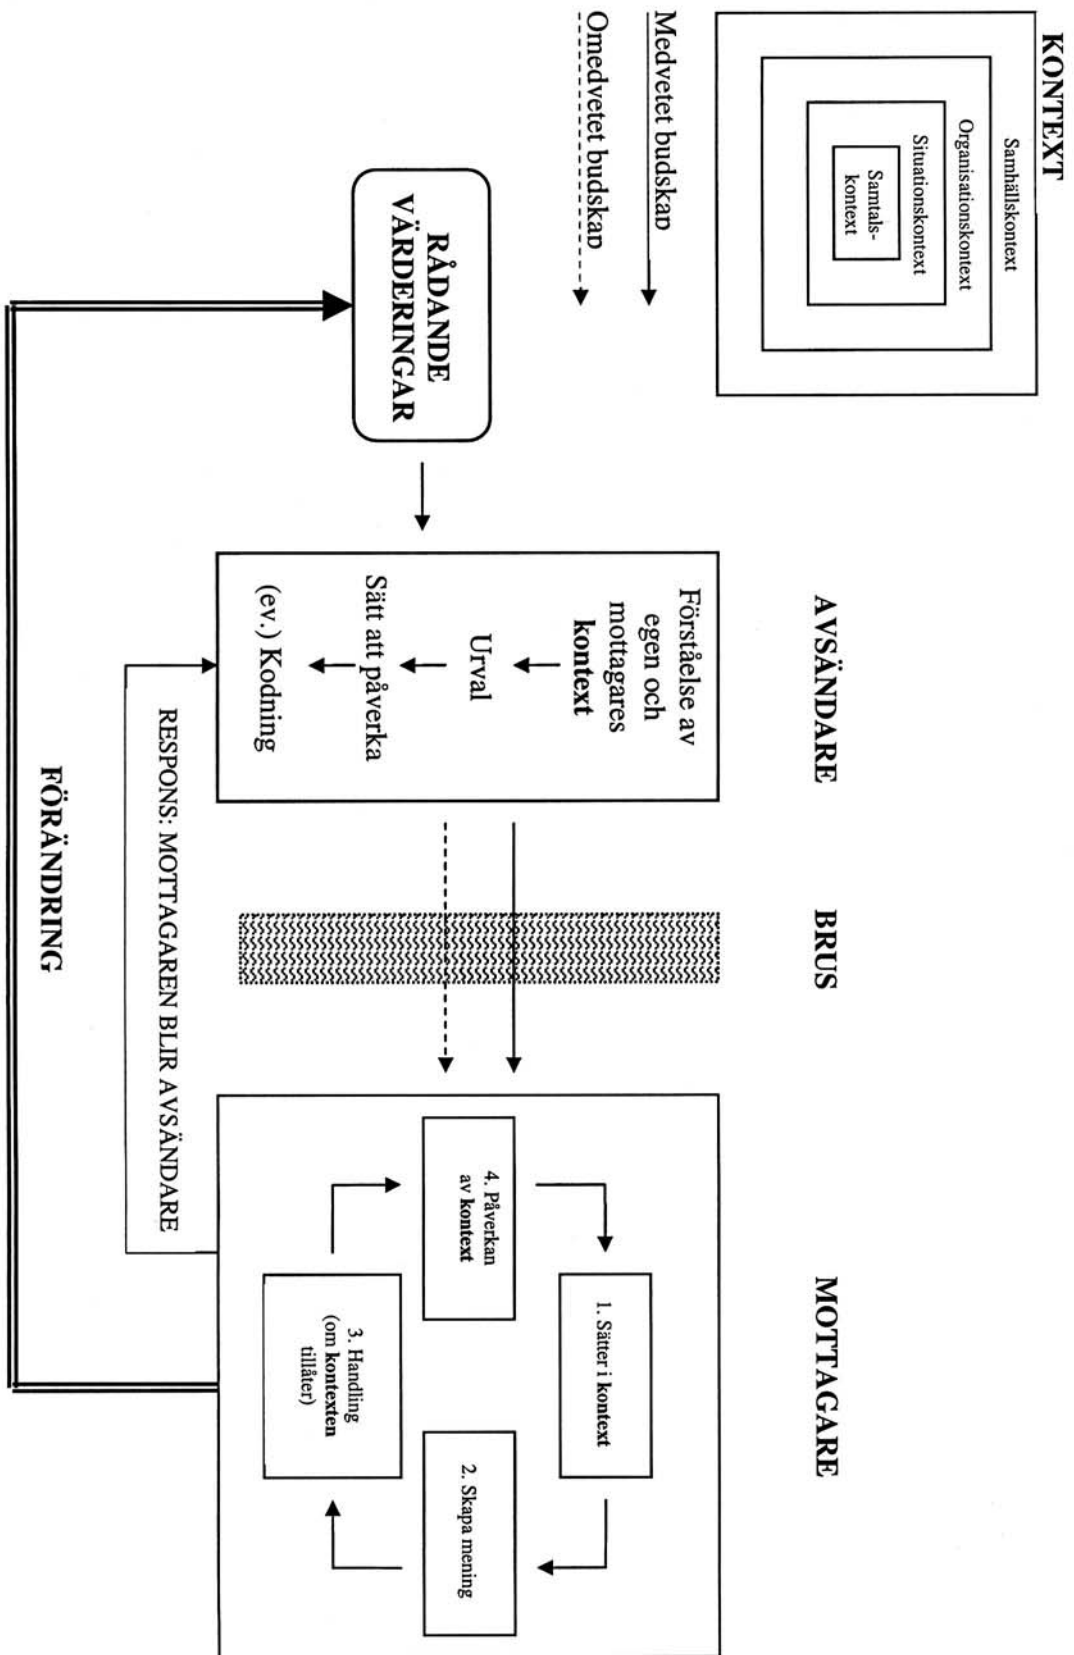 KONTEXT
Samhällskontext
Organisationskontext
Situationskontext
Samtals-
kontext
Medvetet budskap
Omedvetet budskap
RÅDANDE
VÄRDERINGAR
AVSÄNDARE
Förståelse av
egen och
mottagares
kontext
Urval
Sätt att påverka
(ev.) Kodning
BRUS
MOTTAGARE
1. Sätter i kontext
2. Skapa mening
3. Handling
(om kontexten
tillåter)
4. Påverkan
av kontext
RESPONS: MOTTAGAREN BLIR AVSÄNDARE
FÖRÄNDRING